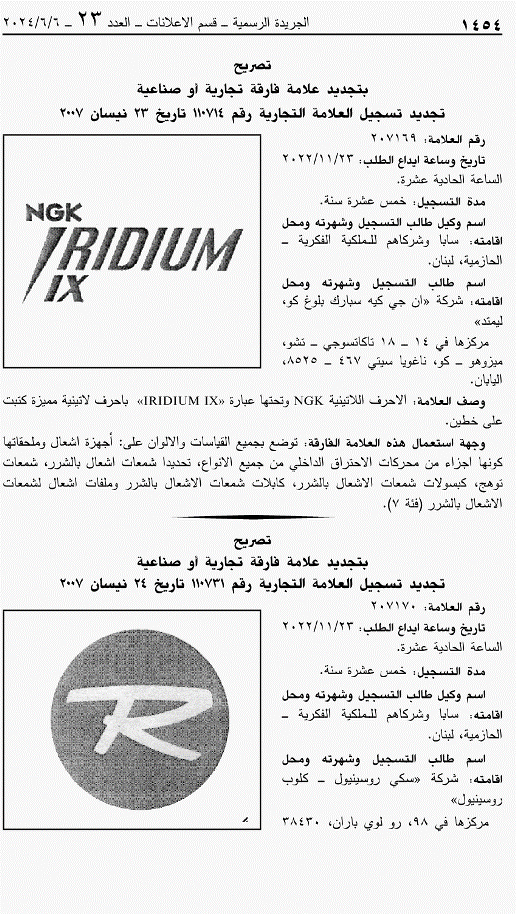 ١٤٥٤
الجريدة الرسمية – قسم الاعلانات – العدد ٢٣ – ٢٠٢٤/٦/٦
تصريح
بتجديد علامة فارقة تجارية أو صناعية
تجديد تسجيل العلامة التجارية رقم ١١٠٧١٤ تاريخ ٢٣ نيسان ٢٠٠٧
رقم العلامة: ٢٠٧١٦٩
تاريخ وساعة ايداع الطلب: ٢٠٢٢/١١/٢٣
الساعة الحادية عشرة.
مدة التسجيل: خمس عشرة سنة.
اسم وكيل طالب التسجيل وشهرته ومحل
اقامته: سابا وشركاهم للملكية الفكرية –
الحازمية، لبنان.
اسم طالب التسجيل وشهرته ومحل
اقامته: شركة «ان جي كيه سبارك بلوغ كو،
ليمتد»
مركزها في ١٤ – ١٨ تاكاتسوجي – تشو،
ميزوهو – كو، ناغويا سيتي ٤٦٧ – ٨٥٢٥،
اليابان.
NGK
IRIDIUM
IX
وصف العلامة: الاحرف اللاتينية NGK وتحتها عبارة «IRIDIUM IX» باحرف لاتينية مميزة كتبت
على خطين.
وجهة استعمال هذه العلامة الفارقة: توضع بجميع القياسات والالوان على: أجهزة اشعال وملحقاتها
كونها اجزاء من محركات الاحتراق الداخلي من جميع الانواع، تحديدا شمعات اشعال بالشرر، شمعات
توهج، كبسولات شمعات الاشعال بالشرر، كابلات شمعات الاشعال بالشرر وملفات اشعال لشمعات
الاشعال بالشرر (فئة ٧).
تصريح
بتجديد علامة فارقة تجارية أو صناعية
تجديد تسجيل العلامة التجارية رقم ١١٠٧٣١ تاريخ ٢٤ نيسان ٢٠٠٧
رقم العلامة: ٢٠٧١٧٠
تاريخ وساعة ايداع الطلب: ٢٠٢٢/١١/٢٣
الساعة الحادية عشرة.
مدة التسجيل: خمس عشرة سنة.
اسم وكيل طالب التسجيل وشهرته ومحل
اقامته: سابا وشركاهم للملكية الفكرية –
الحازمية، لبنان.
اسم طالب التسجيل وشهرته ومحل
اقامته: شركة «سكي روسينيول – كلوب
روسينيول»
مركزها في ٩٨، رو لوي باران، ٣٨٤٣٠
R